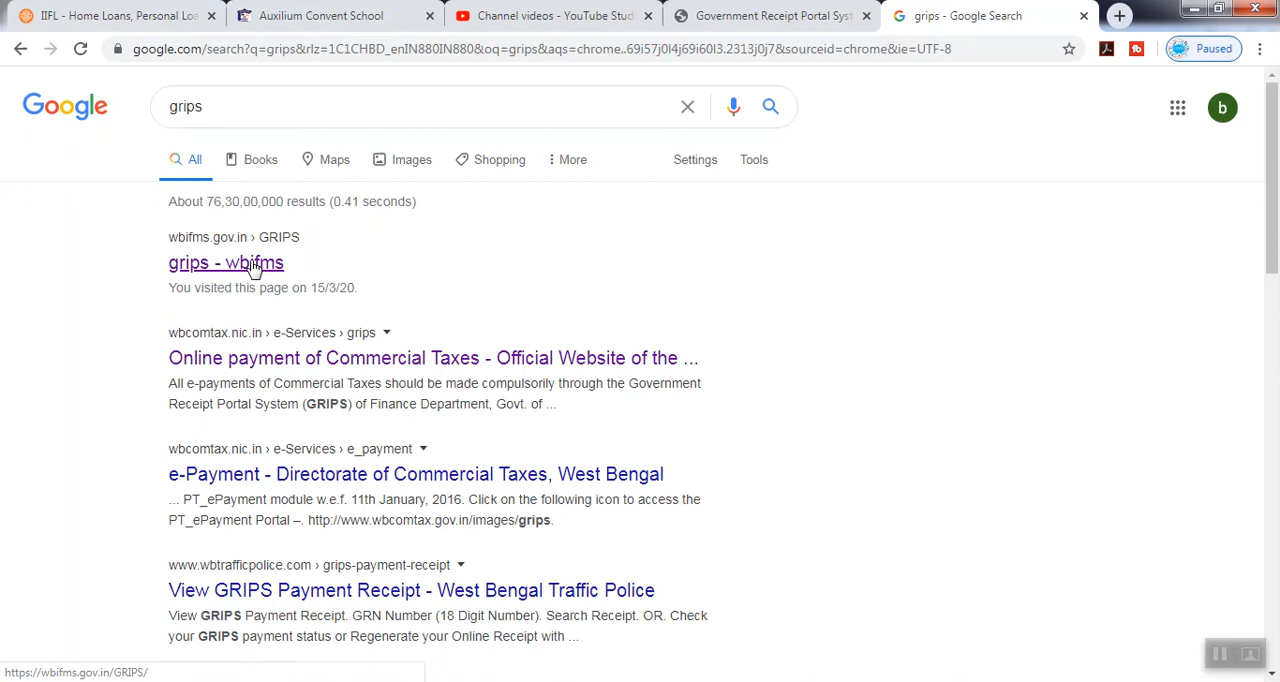 IIFL - Home Loans, Personal Loa
Auxilium Convent School
Channel videos - YouTube Stud
Government Receipt Portal Syst
grips - Google Search
google.com/search?q=grips&rlz=1C1CHBD_enIN880IN880&oq=grips&aqs=chrome..69i57j0l4j69i60l3.2313j0j7&sourceid=chrome&ie=UTF-8
Paused
Google
grips
b
All
Books
Maps
Images
Shopping
More
Settings
Tools
About 76,30,00,000 results (0.41 seconds)
wbifms.gov.in › GRIPS
grips - wbifms
You visited this page on 15/3/20.
wbcomtax.nic.in › e-Services › grips
Online payment of Commercial Taxes - Official Website of the ...
All e-payments of Commercial Taxes should be made compulsorily through the Government
Receipt Portal System (GRIPS) of Finance Department, Govt. of ...
wbcomtax.nic.in › e-Services › e_payment
e-Payment - Directorate of Commercial Taxes, West Bengal
... PT_ePayment module w.e.f. 11th January, 2016. Click on the following icon to access the
PT_ePayment Portal –. http://www.wbcomtax.gov.in/images/grips.
www.wbtrafficpolice.com › grips-payment-receipt
View GRIPS Payment Receipt - West Bengal Traffic Police
View GRIPS Payment Receipt. GRN Number (18 Digit Number). Search Receipt. OR. Check
your GRIPS payment status or Regenerate your Online Receipt with ...
https://wbifms.gov.in/GRIPS/